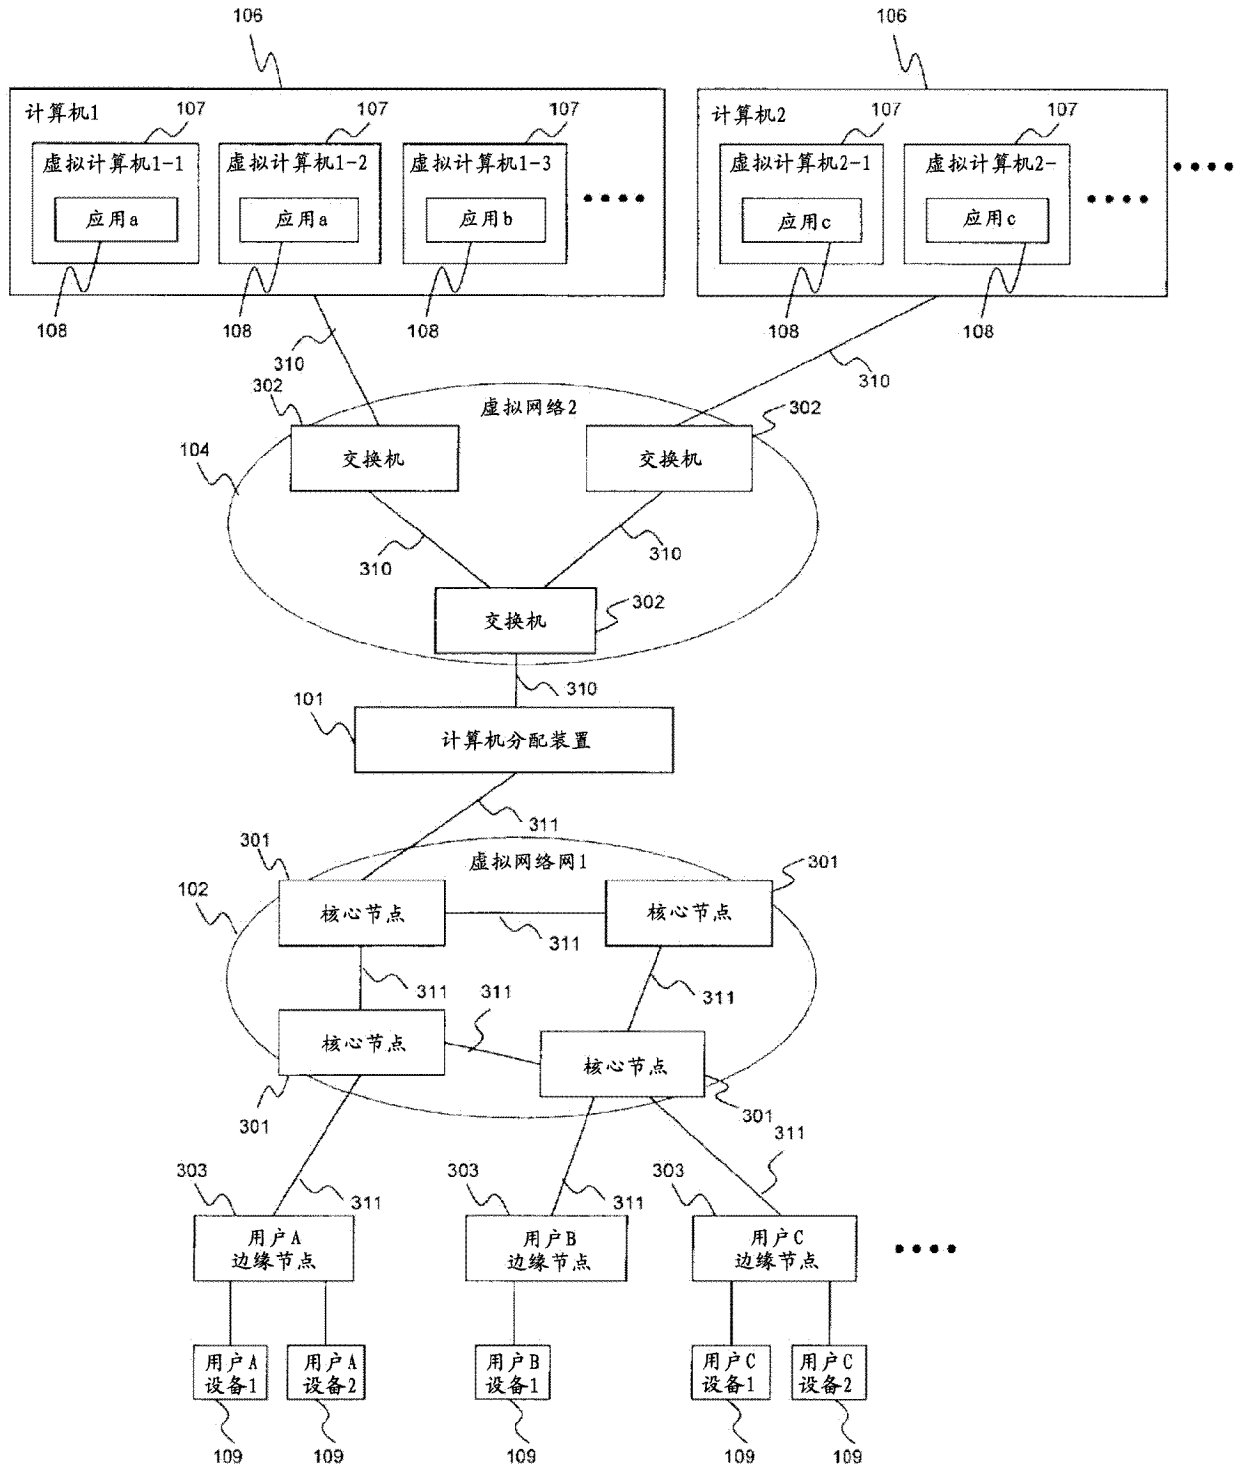 106
106
计算机1
107
107
107
计算机2
107
107
虚拟计算机1-1
虚拟计算机1-2
虚拟计算机1-3
虚拟计算机2-1
虚拟计算机2-
应用a
应用a
应用b
应用c
应用c
108
108
108
108
108
310
310
302
虚拟网络2
302
104
交换机
交换机
310
310
交换机
302
310
101
计算机分配装置
311
301
虚拟网络网1
301
102
核心节点
核心节点
311
311
311
311
核心节点
核心节点
301
301
311
303
311
303
311
303
用户A
边缘节点
用户B
边缘节点
用户C
边缘节点
用户A
设备1
用户A
设备2
用户B
设备1
用户C
设备1
用户C
设备2
109
109
109
109
109